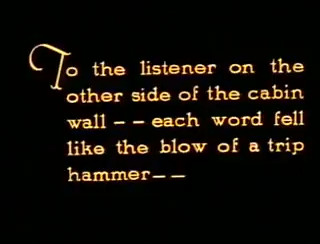 To the listener on the
other side of the cabin
wall -- each word fell
like the blow of a trip
hammer--